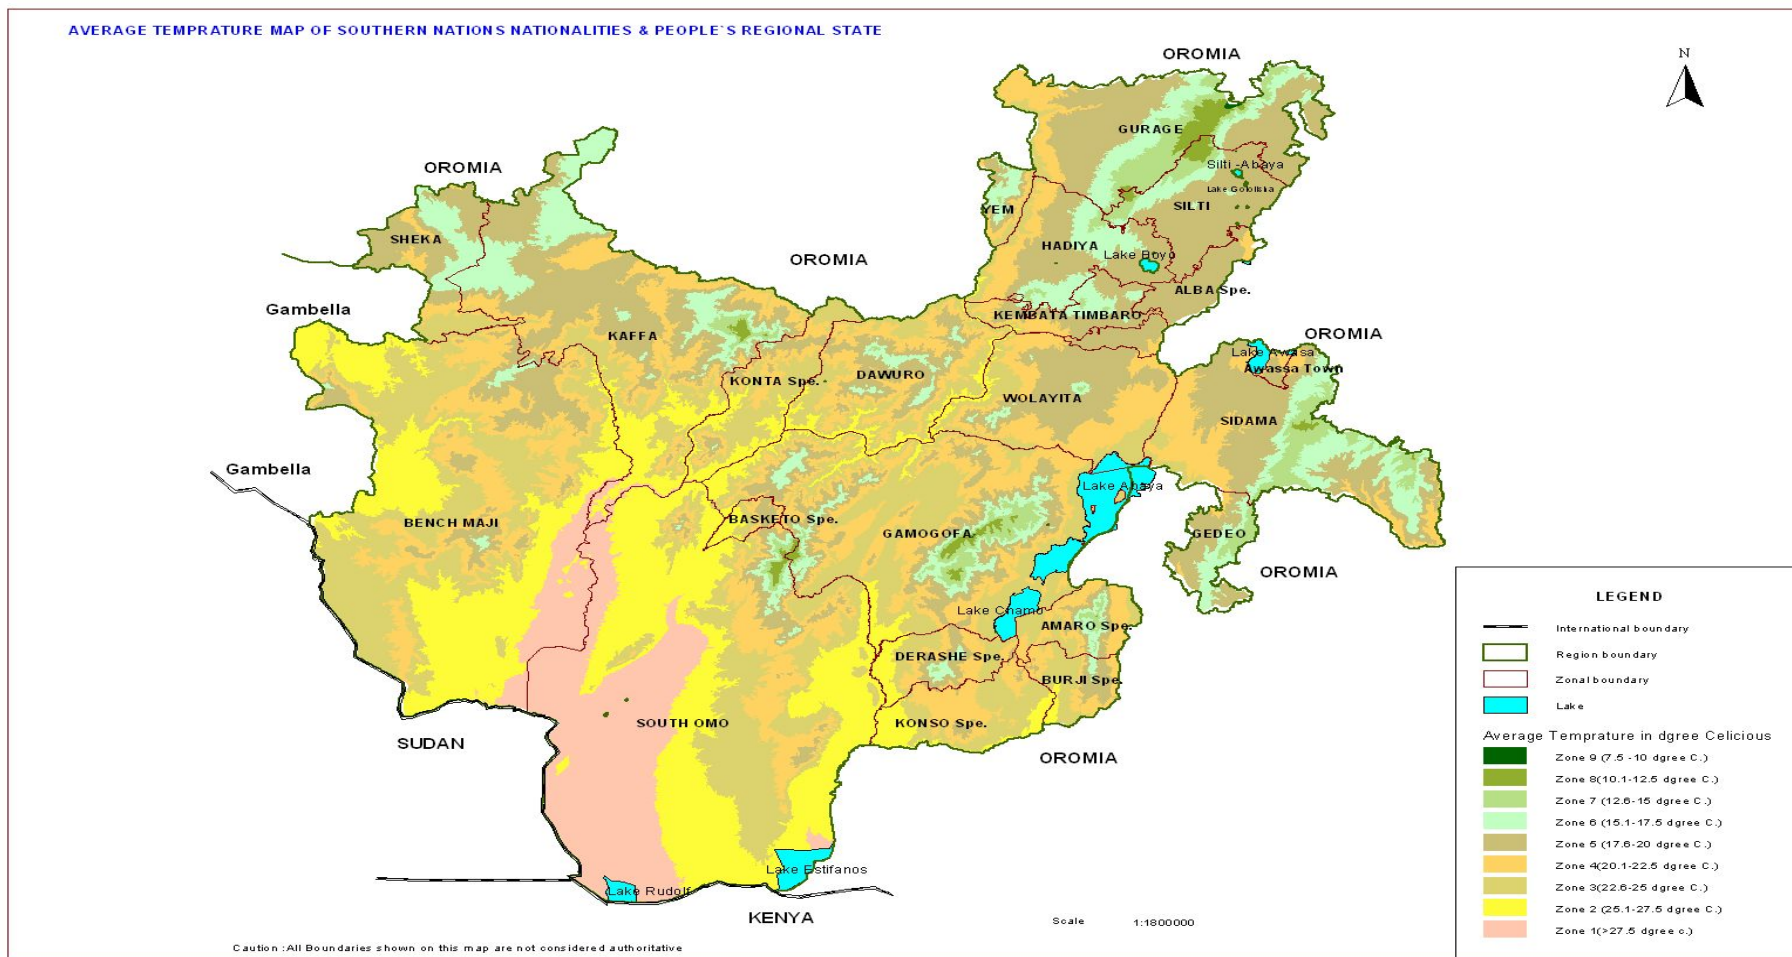 AVERAGE TEMPRATURE MAP OF SOUTHERN NATIONS NATIONALITIES & PEOPLE`S REGIONAL STATE
OROMIA
N
GURAGE
OROMIA
Silti -Abaya
Lake Gololisha
YEM
SILTI
SHEKA
HADIYA
Lake Boyo
OROMIA
ALBA Spe.
Gambella
KEMBATA TIMBARO
KAFFA
OROMIA
Lake Awasa
Awassa Town
KONTA Spe.
DAWURO
WOLAYITA
SIDAMA
Gambella
Lake Abaya
BENCH MAJI
BASKETO Spe.
GAMOGOFA
GEDEO
OROMIA
Lake Chamo
AMARO Spe.
DERASHE Spe.
BURJI Spe.
SOUTH OMO
KONSO Spe.
SUDAN
OROMIA
Lake Estifanos
Lake Rudolf
KENYA
Scale 1:1800000
Caution :All Boundaries shown on this map are not considered authoritative
LEGEND
International boundary
Region boundary
Zonal boundary
Lake
Average Temprature in dgree Celicious
Zone 9 (7.5 -10 dgree C.)
Zone 8(10.1-12.5 dgree C.)
Zone 7 (12.6-15 dgree C.)
Zone 6 (15.1-17.5 dgree C.)
Zone 5 (17.6-20 dgree C.)
Zone 4(20.1-22.5 dgree C.)
Zone 3(22.6-25 dgree C.)
Zone 2 (25.1-27.5 dgree C.)
Zone 1(>27.5 dgree c.)